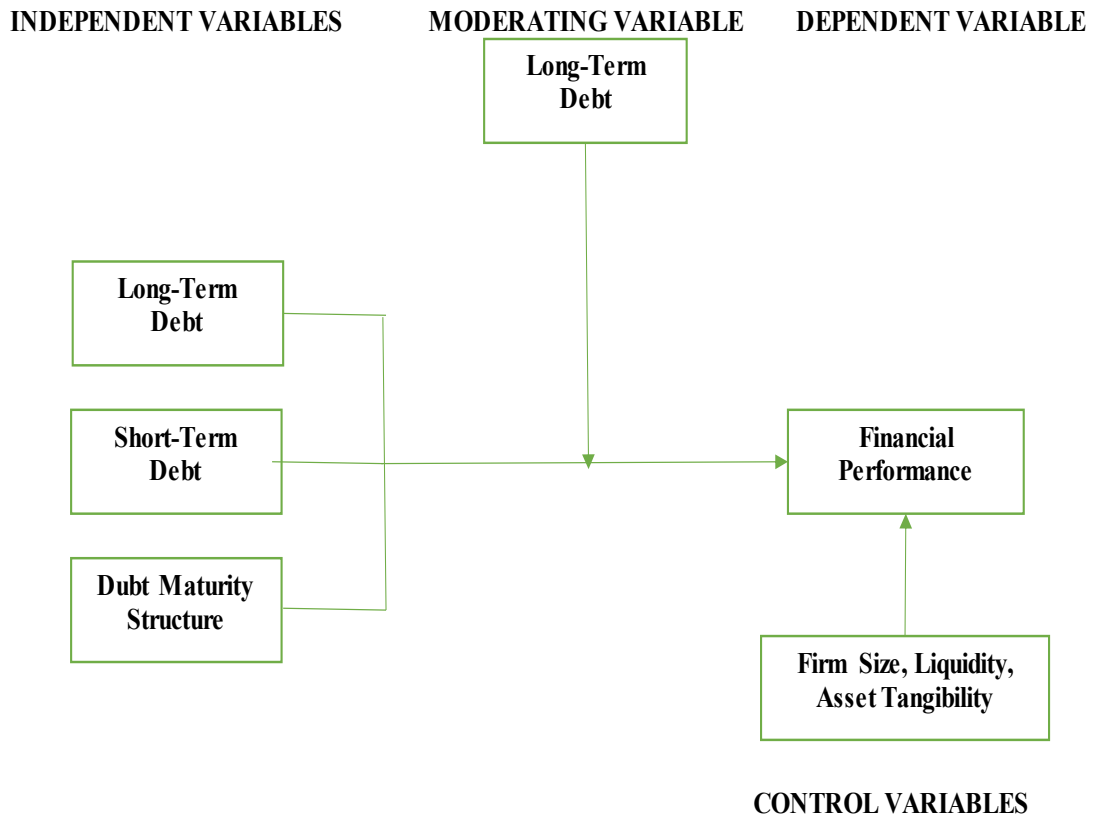 INDEPENDENT VARIABLES
MODERATING VARIABLE
DEPENDENT VARIABLE
Long-Term
Debt
Long-Term
Debt
Short-Term
Debt
Dubt Maturity
Structure
Financial
Performance
Firm Size, Liquidity,
Asset Tangibility
CONTROL VARIABLES